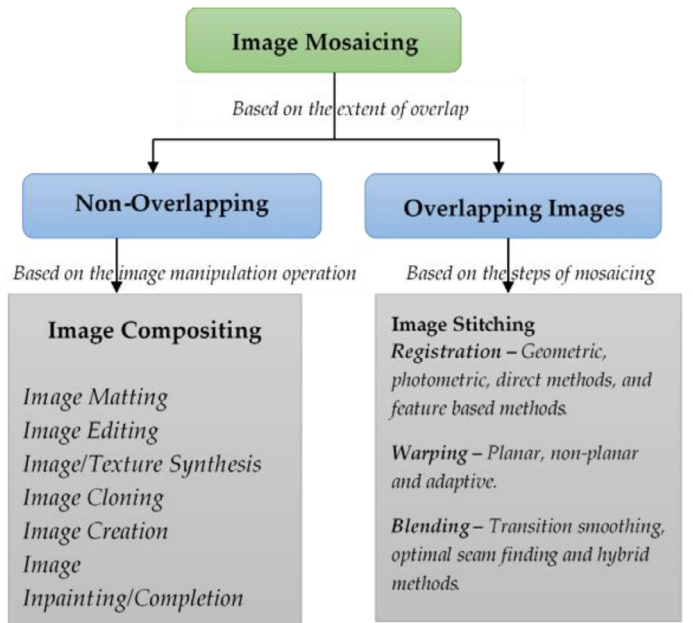 Image Mosaicing
Based on the extent of overlap
Non-Overlapping
Overlapping Images
Based on the image manipulation operation
Based on the steps of mosaicing
Image Compositing
Image Matting
Image Editing
Image/Texture Synthesis
Image Cloning
Image Creation
Image
Inpainting/Completion
Image Stitching
Registration – Geometric,
photometric, direct methods, and
feature based methods.
Warping – Planar, non-planar
and adaptive.
Blending – Transition smoothing,
optimal seam finding and hybrid
methods.